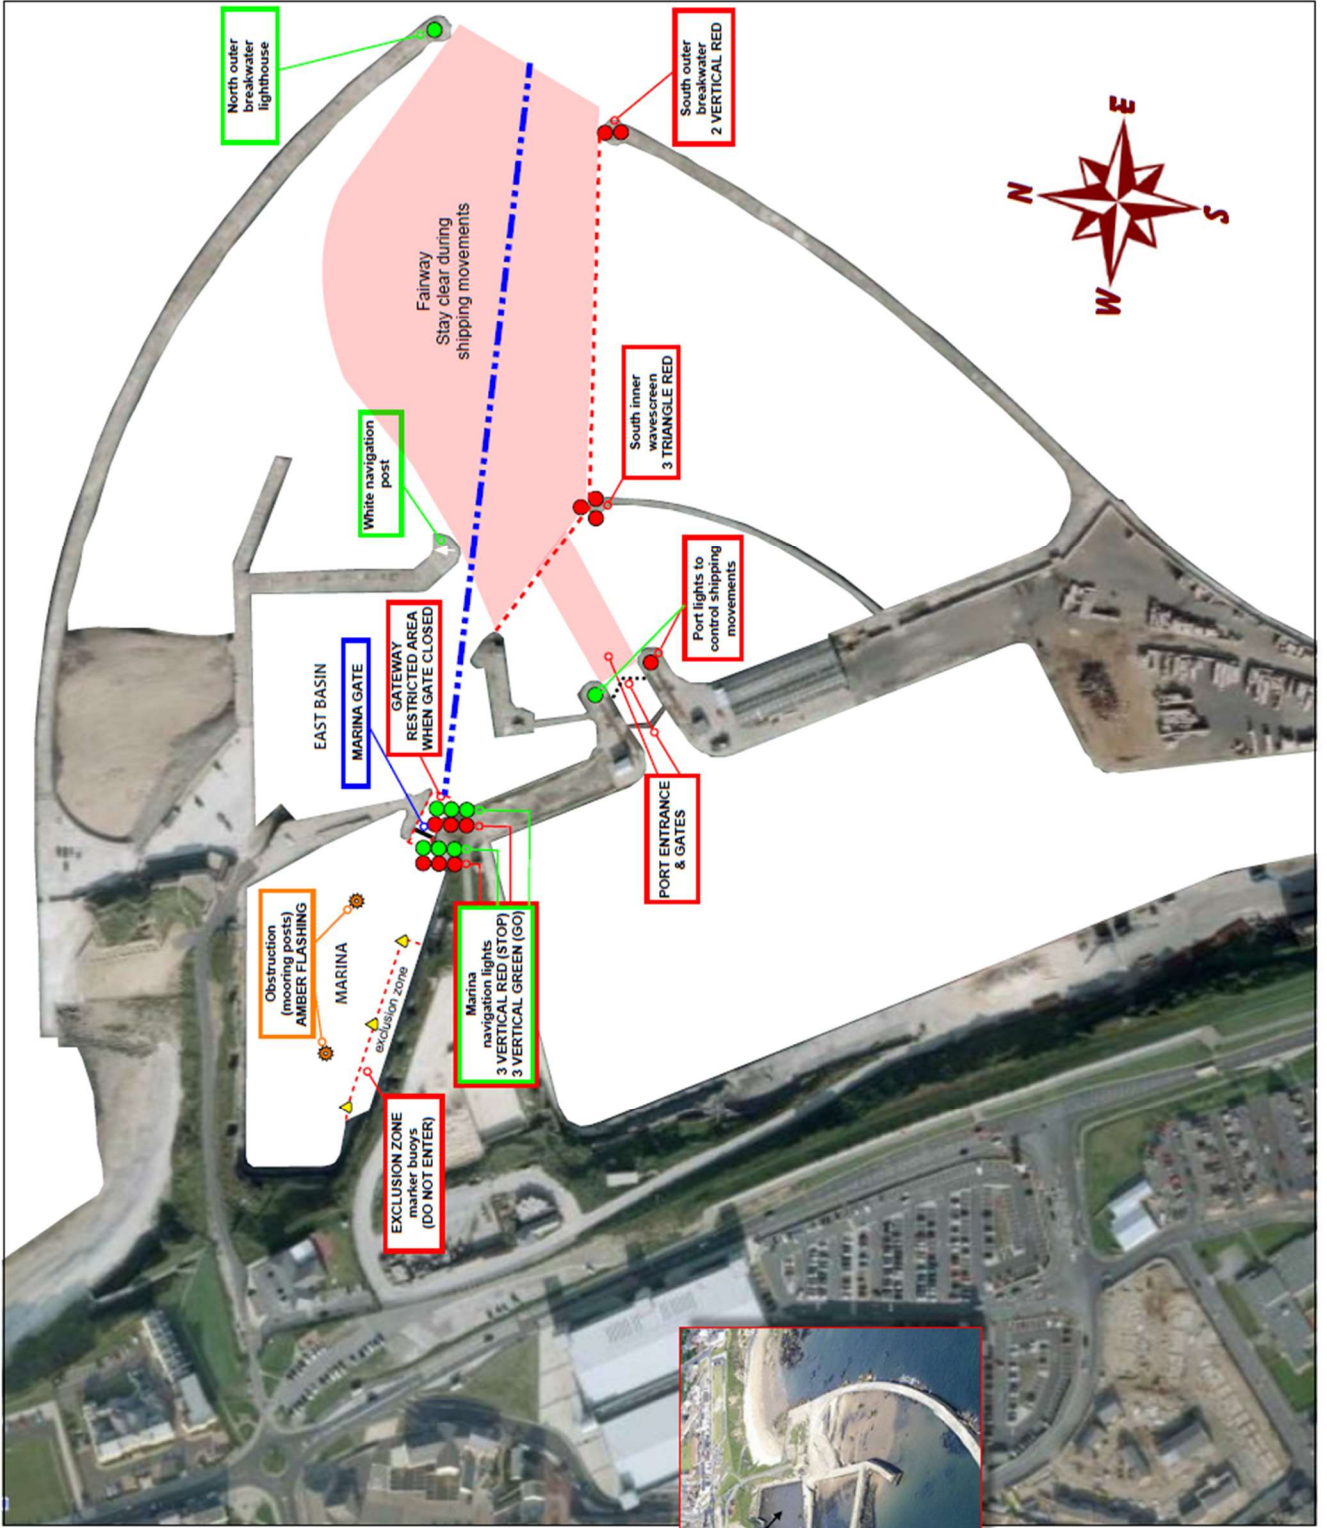 North outer
breakwater
lighthouse
South outer
breakwater
2 VERTICAL RED
Fairway
Stay clear during
shipping movements
N
E
S
W
White navigation
post
South inner
wavescreen
3 TRIANGLE RED
Port lights to
control shipping
movements
EAST BASIN
MARINA GATE
GATEWAY
RESTRICTED AREA
WHEN GATE CLOSED
PORT ENTRANCE
& GATES
Obstruction
(mooring posts)
AMBER FLASHING
MARINA
exclusion zone
Marina
navigation lights
3 VERTICAL RED (STOP)
3 VERTICAL GREEN (GO)
EXCLUSION ZONE
marker buoys
(DO NOT ENTER)